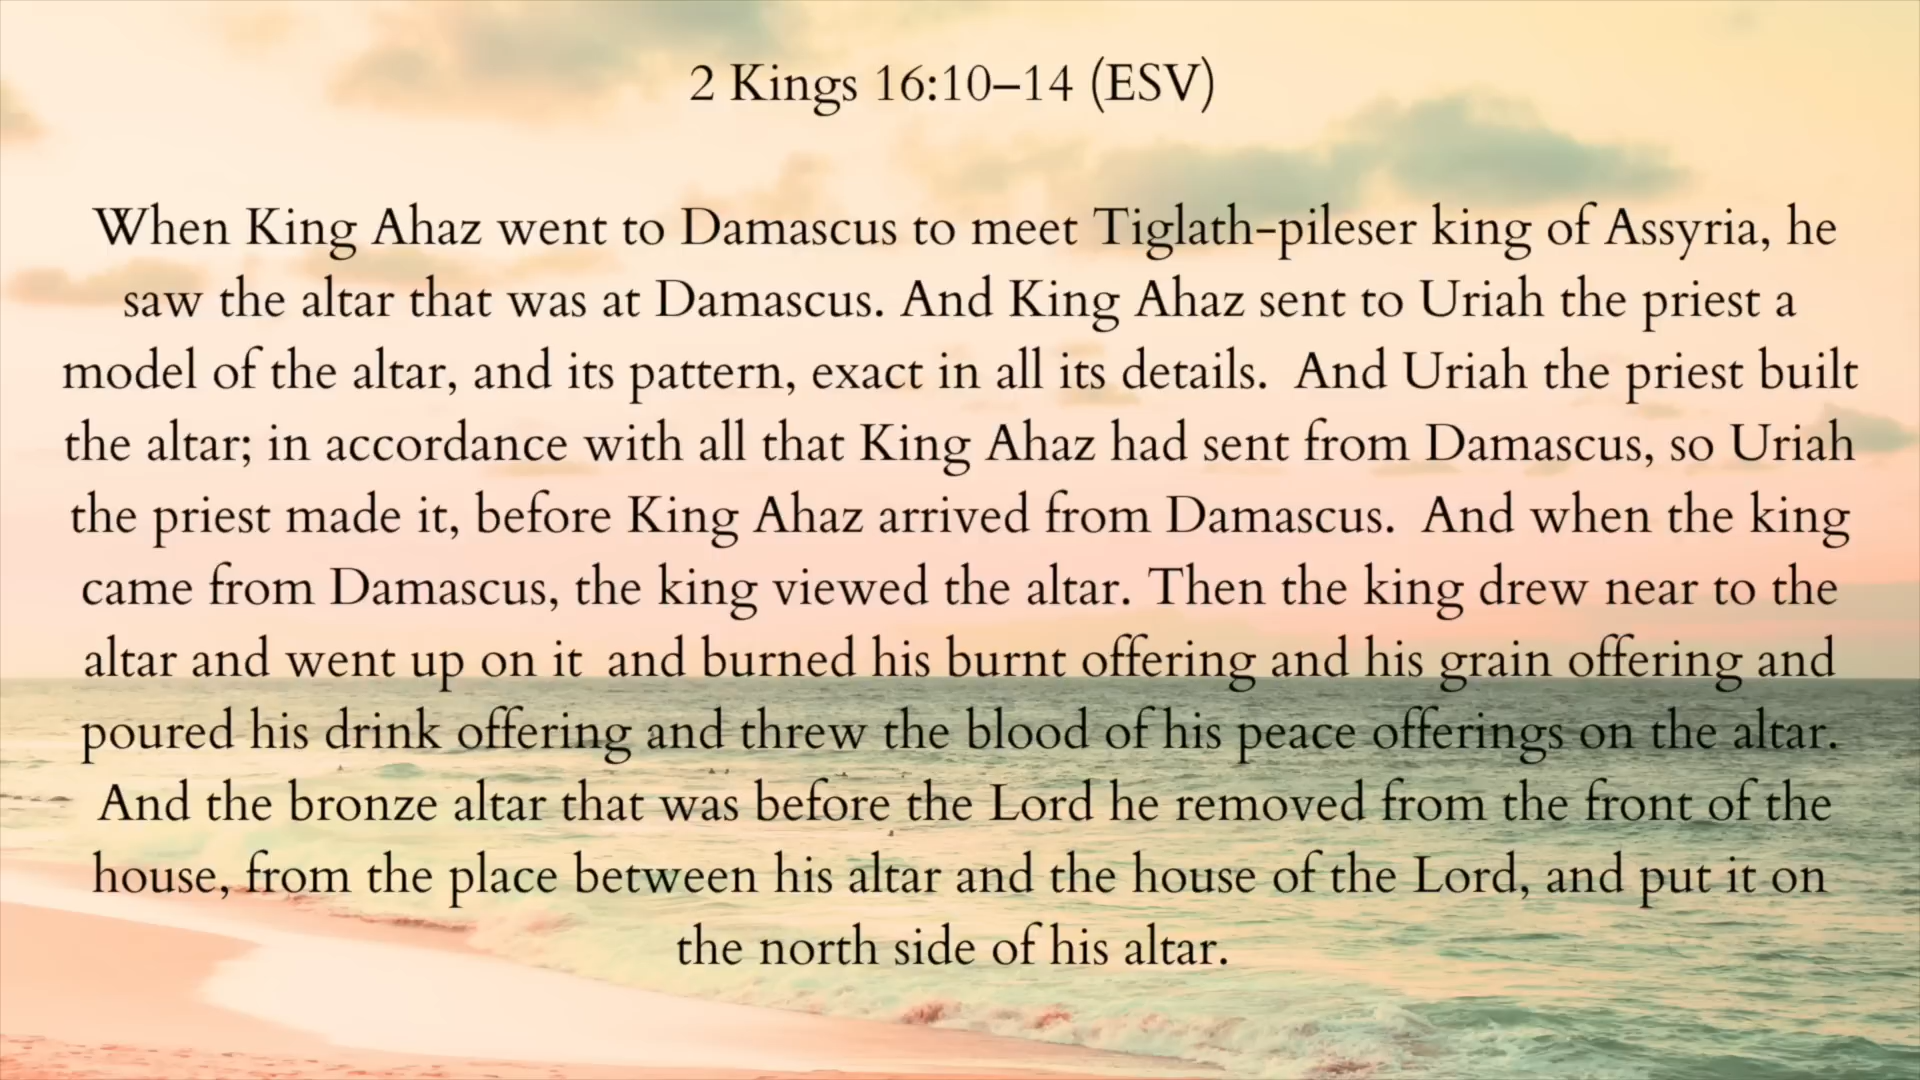 2 Kings 16:10–14 (ESV)
When King Ahaz went to Damascus to meet Tiglath-pileser king of Assyria, he
saw the altar that was at Damascus. And King Ahaz sent to Uriah the priest a
model of the altar, and its pattern, exact in all its details.  And Uriah the priest built
the altar; in accordance with all that King Ahaz had sent from Damascus, so Uriah
the priest made it, before King Ahaz arrived from Damascus.  And when the king
came from Damascus, the king viewed the altar. Then the king drew near to the
altar and went up on it  and burned his burnt offering and his grain offering and
poured his drink offering and threw the blood of his peace offerings on the altar.
And the bronze altar that was before the Lord he removed from the front of the
house, from the place between his altar and the house of the Lord, and put it on
the north side of his altar.